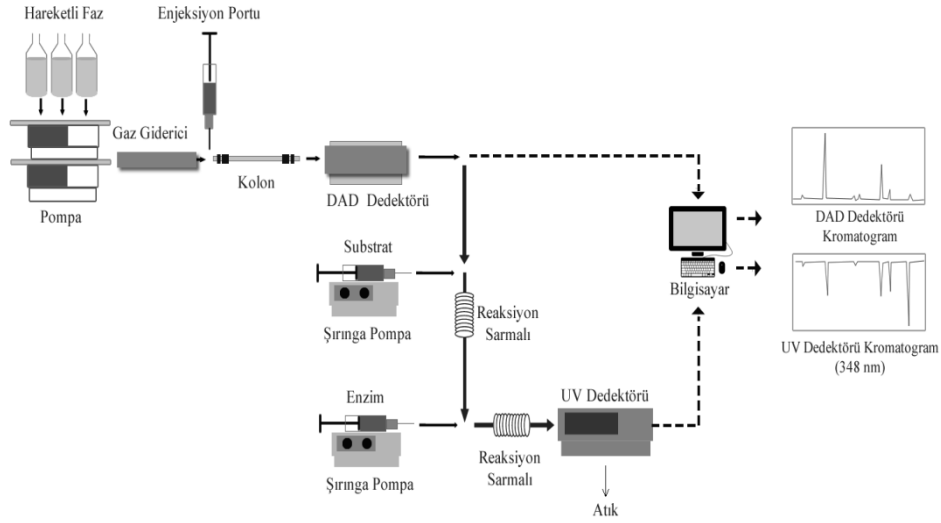 Hareketli Faz
Enjeksiyon Portu
Gaz Giderici
Pompa
Kolon
DAD Dedektörü
DAD Dedektörü
Kromatogram
Substrat
Şırınga Pompa
Reaksiyon
Sarmalı
Bilgisayar
UV Dedektörü Kromatogram
(348 nm)
Enzim
Şırınga Pompa
Reaksiyon
Sarmalı
UV Dedektörü
Atık